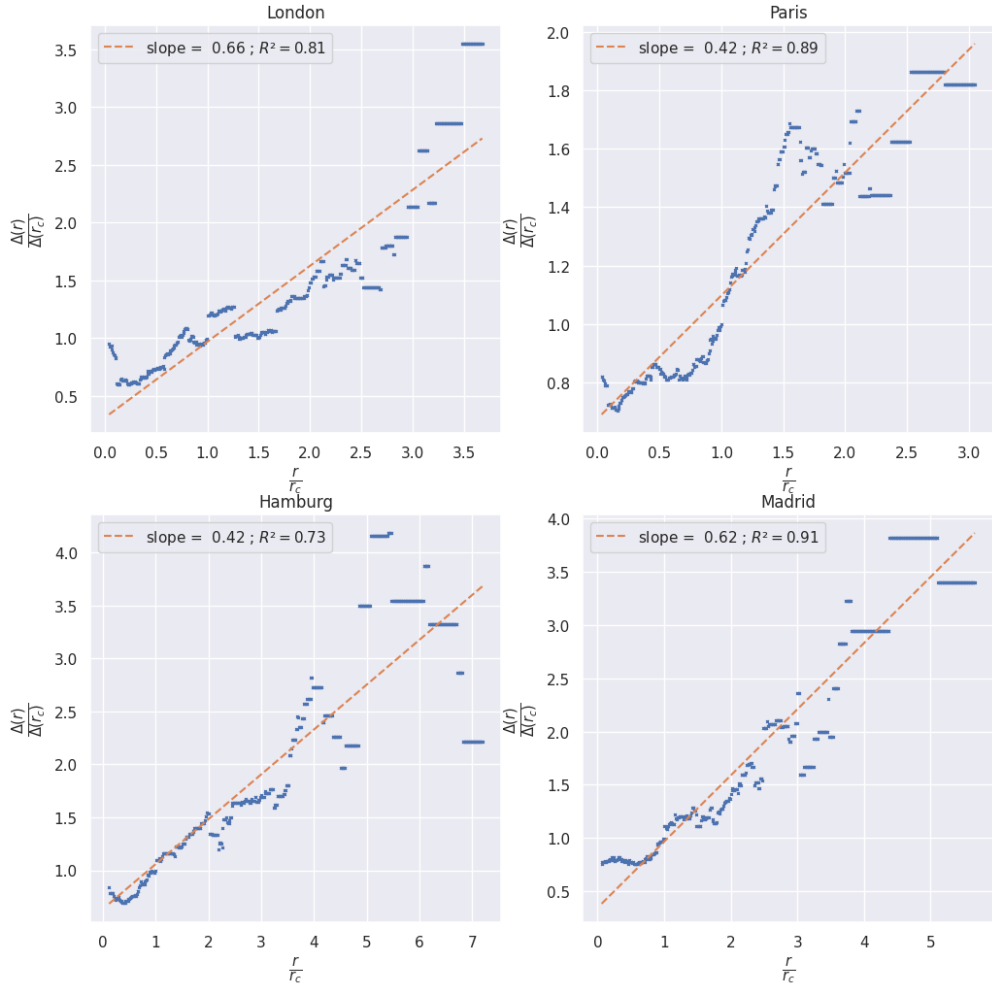 London
slope = 0.66 ; R² = 0.81
3.5
3.0
2.5
2.0
1.5
1.0
0.5
Δ(r)
Δ(r_c)
0.0 0.5 1.0 1.5 2.0 2.5 3.0 3.5
r
r_c
Paris
slope = 0.42 ; R² = 0.89
2.0
1.8
1.6
1.4
1.2
1.0
0.8
Δ(r)
Δ(r_c)
0.0 0.5 1.0 1.5 2.0 2.5 3.0
r
r_c
Hamburg
slope = 0.42 ; R² = 0.73
4.0
3.5
3.0
2.5
2.0
1.5
1.0
Δ(r)
Δ(r_c)
0 1 2 3 4 5 6 7
r
r_c
Madrid
slope = 0.62 ; R² = 0.91
4.0
3.5
3.0
2.5
2.0
1.5
1.0
0.5
Δ(r)
Δ(r_c)
0 1 2 3 4 5
r
r_c